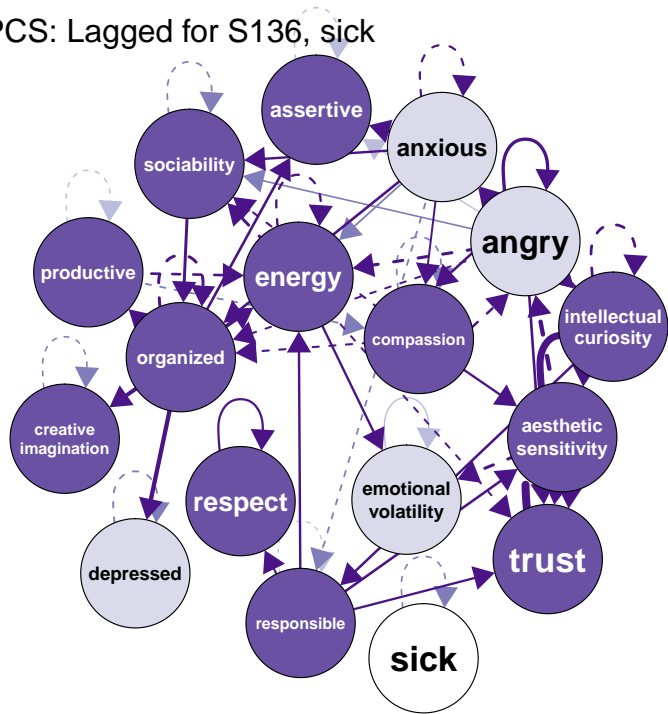 PCS: Lagged for S136, sick
assertive
anxious
sociability
angry
productive
energy
intellectual
curiosity
compassion
organized
creative
imagination
aesthetic
sensitivity
respect
emotional
volatility
depressed
trust
responsible
sick